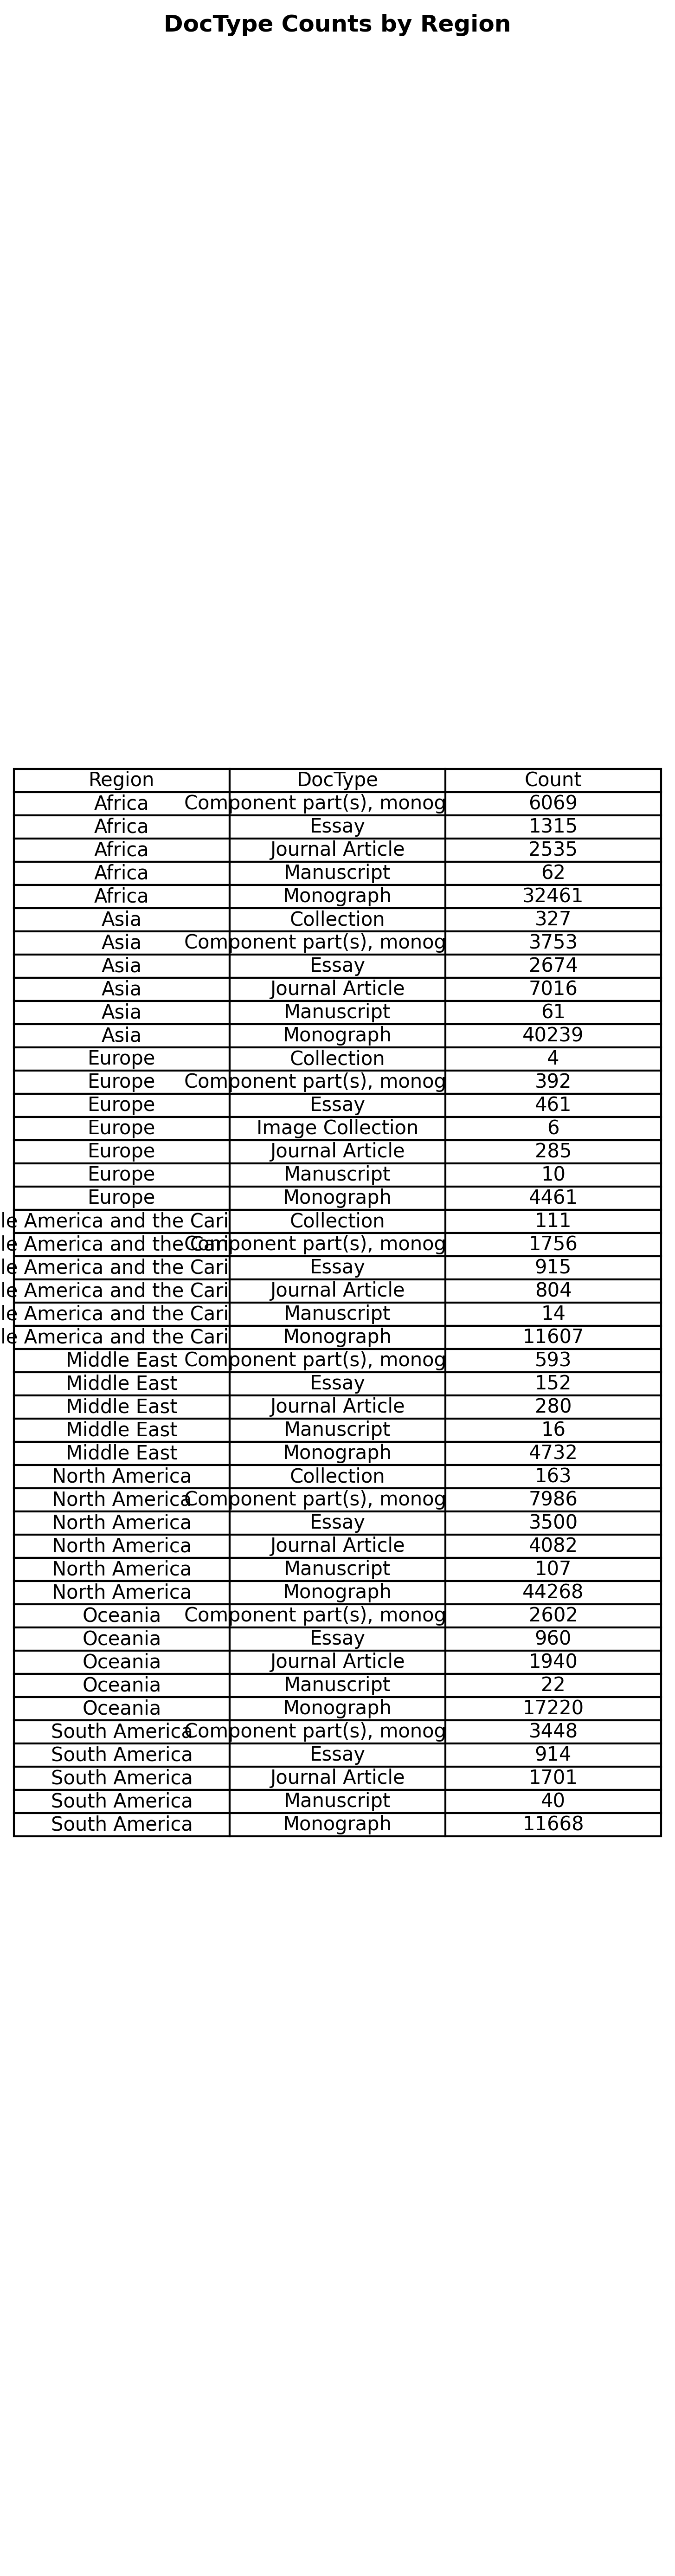 DocType Counts by Region
Region DocType Count
Africa Component part(s), monog 6069
Africa Essay 1315
Africa Journal Article 2535
Africa Manuscript 62
Africa Monograph 32461
Asia Collection 327
Asia Component part(s), monog 3753
Asia Essay 2674
Asia Journal Article 7016
Asia Manuscript 61
Asia Monograph 40239
Europe Collection 4
Europe Component part(s), monog 392
Europe Essay 461
Europe Image Collection 6
Europe Journal Article 285
Europe Manuscript 10
Europe Monograph 4461
le America and the Cari Collection 111
le America and the Cari Component part(s), monog 1756
le America and the Cari Essay 915
le America and the Cari Journal Article 804
le America and the Cari Manuscript 14
le America and the Cari Monograph 11607
Middle East Component part(s), monog 593
Middle East Essay 152
Middle East Journal Article 280
Middle East Manuscript 16
Middle East Monograph 4732
North America Collection 163
North America Component part(s), monog 7986
North America Essay 3500
North America Journal Article 4082
North America Manuscript 107
North America Monograph 44268
Oceania Component part(s), monog 2602
Oceania Essay 960
Oceania Journal Article 1940
Oceania Manuscript 22
Oceania Monograph 17220
South America Component part(s), monog 3448
South America Essay 914
South America Journal Article 1701
South America Manuscript 40
South America Monograph 11668